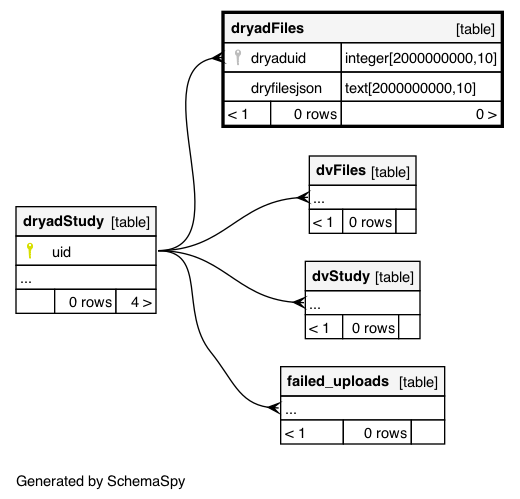 dryadFiles [table]
dryaduid integer[2000000000,10]
dryfilesjson text[2000000000,10]
< 1 0 rows 0 >
dvFiles [table]
...
< 1 0 rows
dryadStudy [table]
uid
...
0 rows 4 >
dvStudy [table]
...
< 1 0 rows
failed_uploads [table]
...
< 1 0 rows
Generated by SchemaSpy